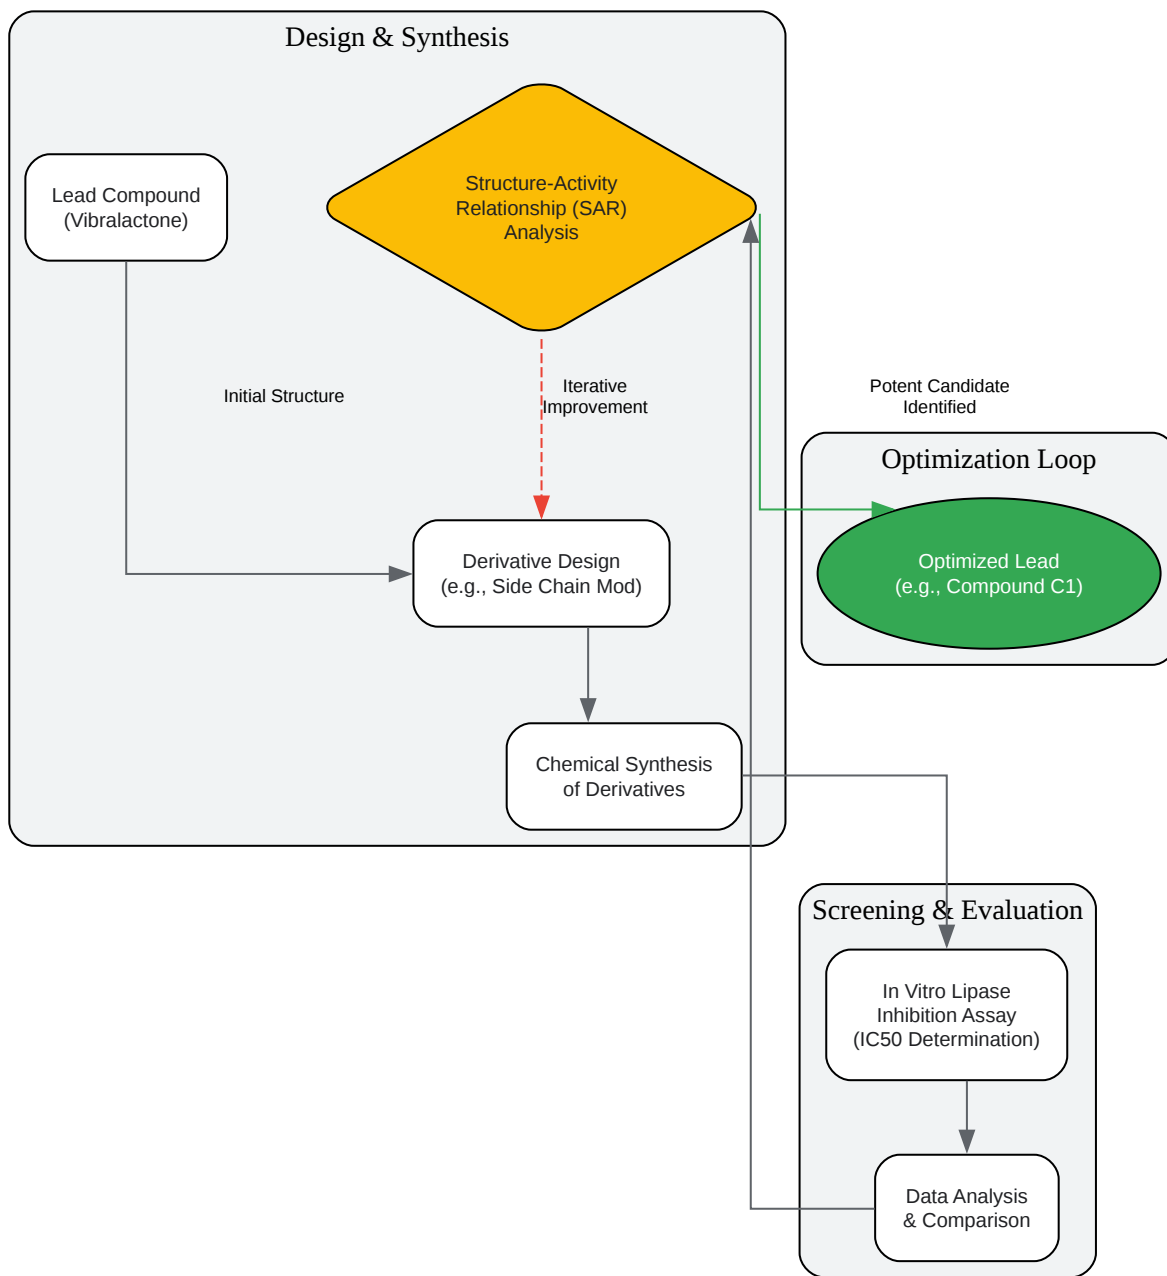 Design & Synthesis
Lead Compound
(Vibralactone)
Structure-Activity
Relationship (SAR)
Analysis
Initial Structure
Iterative
Improvement
Potent Candidate
Identified
Optimization Loop
Optimized Lead
(e.g., Compound C1)
Derivative Design
(e.g., Side Chain Mod)
Chemical Synthesis
of Derivatives
Screening & Evaluation
In Vitro Lipase
Inhibition Assay
(IC50 Determination)
Data Analysis
& Comparison